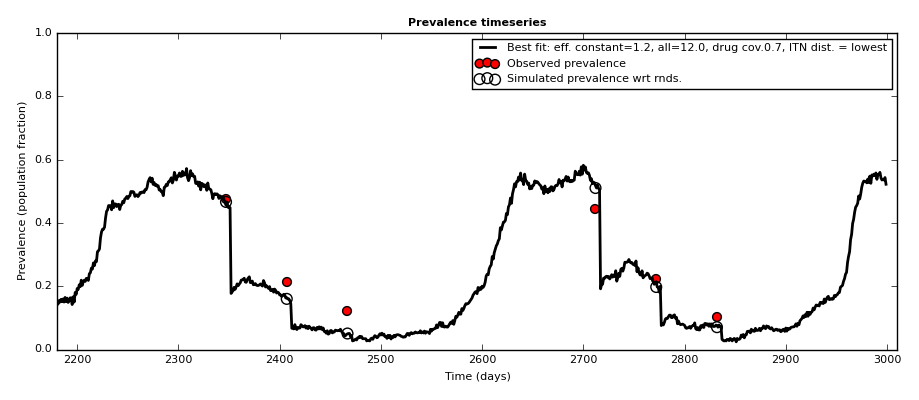 Prevalence timeseries
Best fit: eff. constant=1.2, all=12.0, drug cov.0.7, ITN dist. = lowest
Observed prevalence
Simulated prevalence wrt rnds.
Prevalence (population fraction)
1.0
0.8
0.6
0.4
0.2
0.0
2200 2300 2400 2500 2600 2700 2800 2900 3000
Time (days)